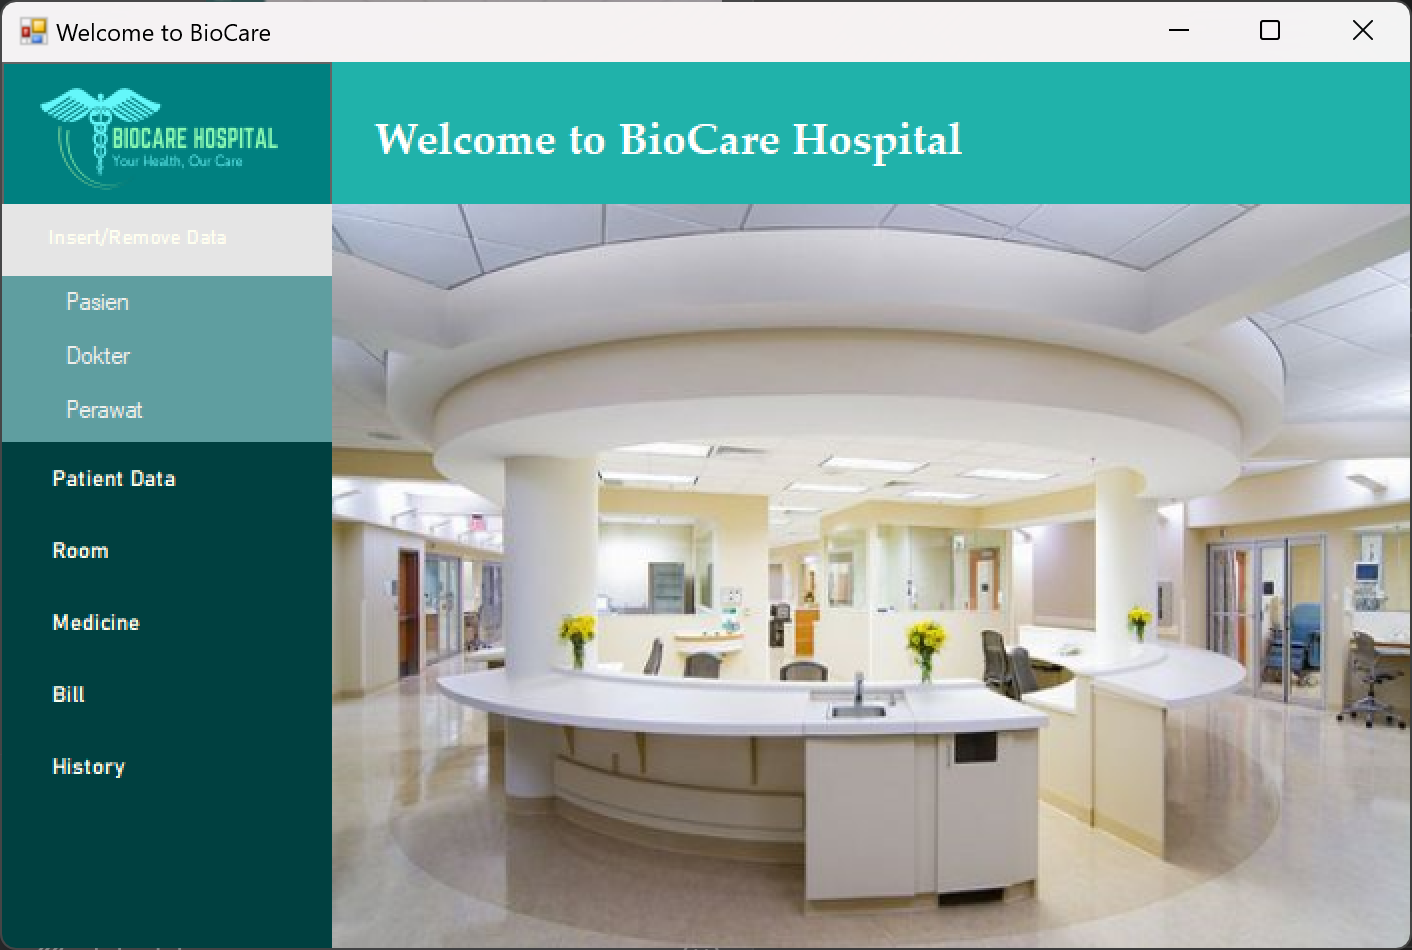 Welcome to BioCare
BIOCARE HOSPITAL
Your Health, Our Care
Welcome to BioCare Hospital
Insert/Remove Data
Pasien
Dokter
Perawat
Patient Data
Room
Medicine
Bill
History